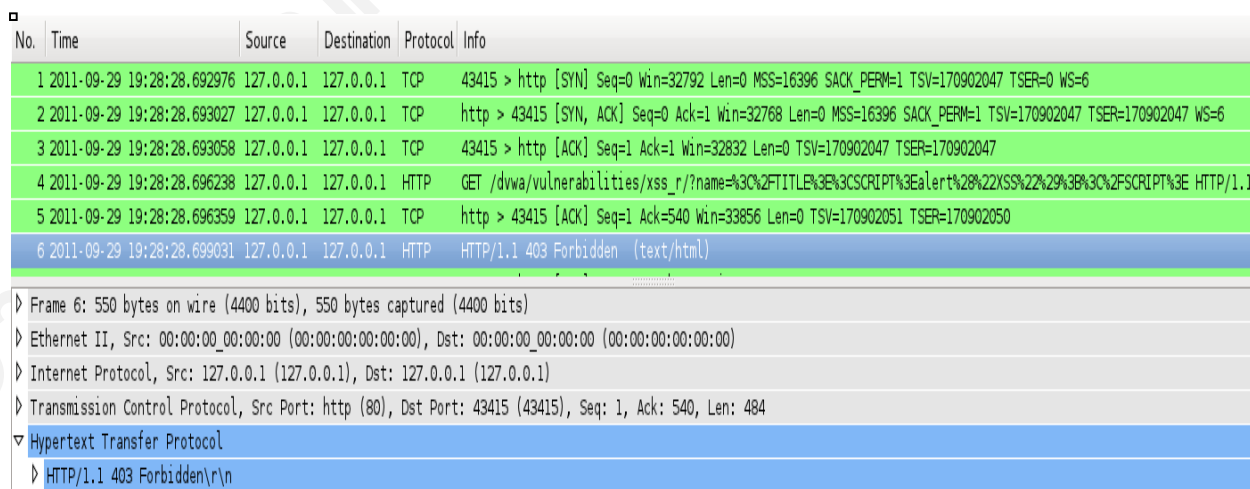 No. Time Source Destination Protocol Info
1 2011-09-29 19:28:28.692976 127.0.0.1 127.0.0.1 TCP 43415 > http [SYN] Seq=0 Win=32792 Len=0 MSS=16396 SACK_PERM=1 TSV=170902047 TSER=0 WS=6
2 2011-09-29 19:28:28.693027 127.0.0.1 127.0.0.1 TCP http > 43415 [SYN, ACK] Seq=0 Ack=1 Win=32768 Len=0 MSS=16396 SACK_PERM=1 TSV=170902047 TSER=170902047 WS=6
3 2011-09-29 19:28:28.693058 127.0.0.1 127.0.0.1 TCP 43415 > http [ACK] Seq=1 Ack=1 Win=32832 Len=0 TSV=170902047 TSER=170902047
4 2011-09-29 19:28:28.696238 127.0.0.1 127.0.0.1 HTTP GET /dvwa/vulnerabilities/xss_r/?name=%3C%2FTITLE%3E%3CSCRIPT%3Ealert%28%22XSS%22%29%3B%3C%2FSCRIPT%3E HTTP/1.1
5 2011-09-29 19:28:28.696359 127.0.0.1 127.0.0.1 TCP http > 43415 [ACK] Seq=1 Ack=540 Win=33856 Len=0 TSV=170902051 TSER=170902050
6 2011-09-29 19:28:28.699031 127.0.0.1 127.0.0.1 HTTP HTTP/1.1 403 Forbidden (text/html)
Frame 6: 550 bytes on wire (4400 bits), 550 bytes captured (4400 bits)
Ethernet II, Src: 00:00:00_00:00:00 (00:00:00:00:00:00), Dst: 00:00:00_00:00:00 (00:00:00:00:00:00)
Internet Protocol, Src: 127.0.0.1 (127.0.0.1), Dst: 127.0.0.1 (127.0.0.1)
Transmission Control Protocol, Src Port: http (80), Dst Port: 43415 (43415), Seq: 1, Ack: 540, Len: 484
Hypertext Transfer Protocol
HTTP/1.1 403 Forbidden\r\n